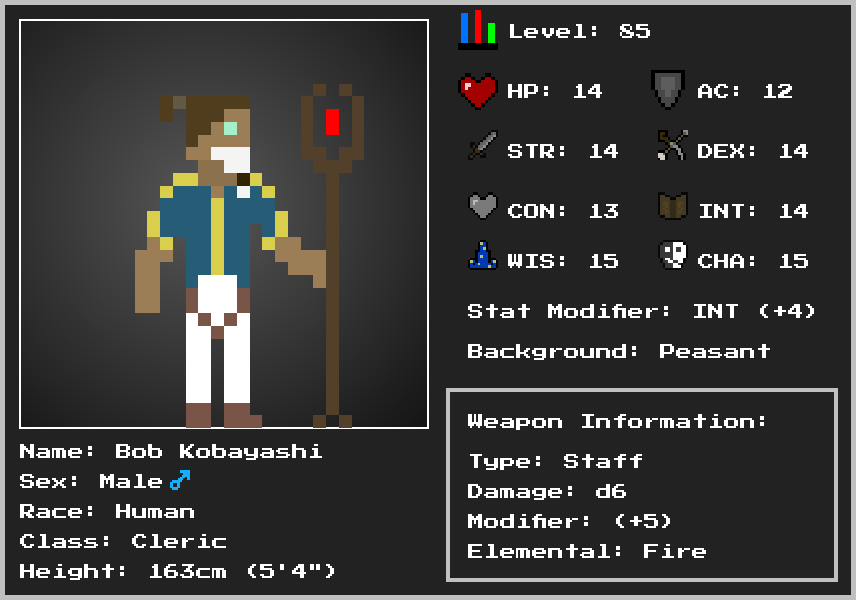 Level: 85
HP: 14 AC: 12
STR: 14 DEX: 14
CON: 13 INT: 14
WIS: 15 CHA: 15
Stat Modifier: INT (+4)
Background: Peasant
Weapon Information:
Type: Staff
Damage: d6
Modifier: (+5)
Elemental: Fire
Name: Bob Kobayashi
Sex: Male♂
Race: Human
Class: Cleric
Height: 163cm (5'4")